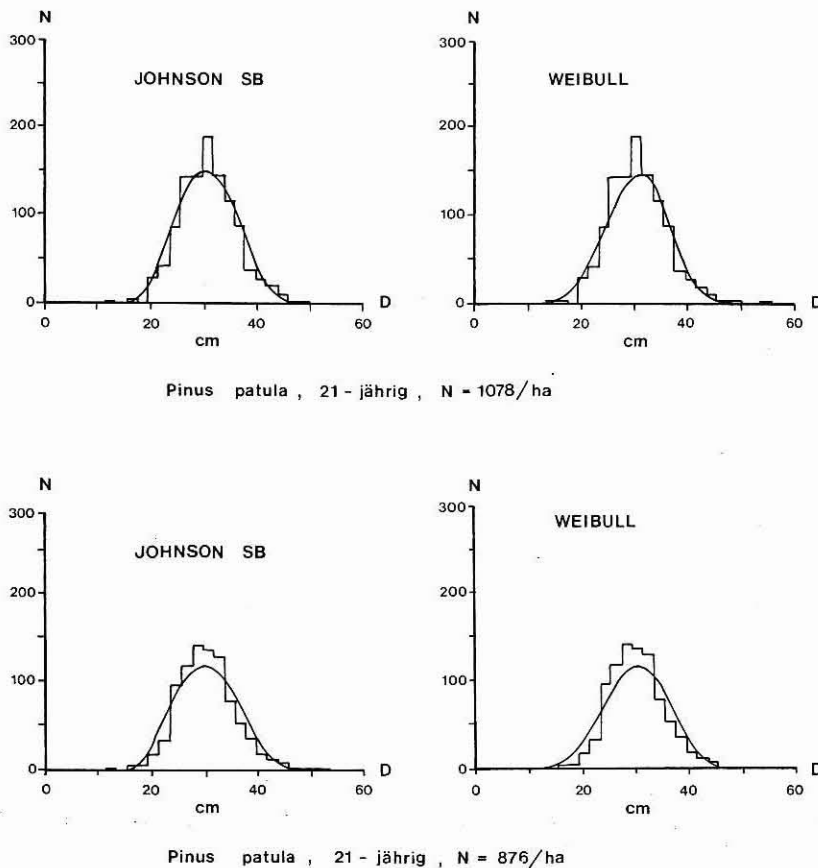 N N
300 300
JOHNSON SB WEIBULL
200 200
100 100
0 0
D D
0 20 40 60 0 20 40 60
cm cm
Pinus patula , 21 - jährig , N = 1078/ha
N N
300 300
JOHNSON SB WEIBULL
200 200
100 100
0 0
D D
0 20 40 60 0 20 40 60
cm cm
Pinus patula , 21 - jährig , N = 876/ha